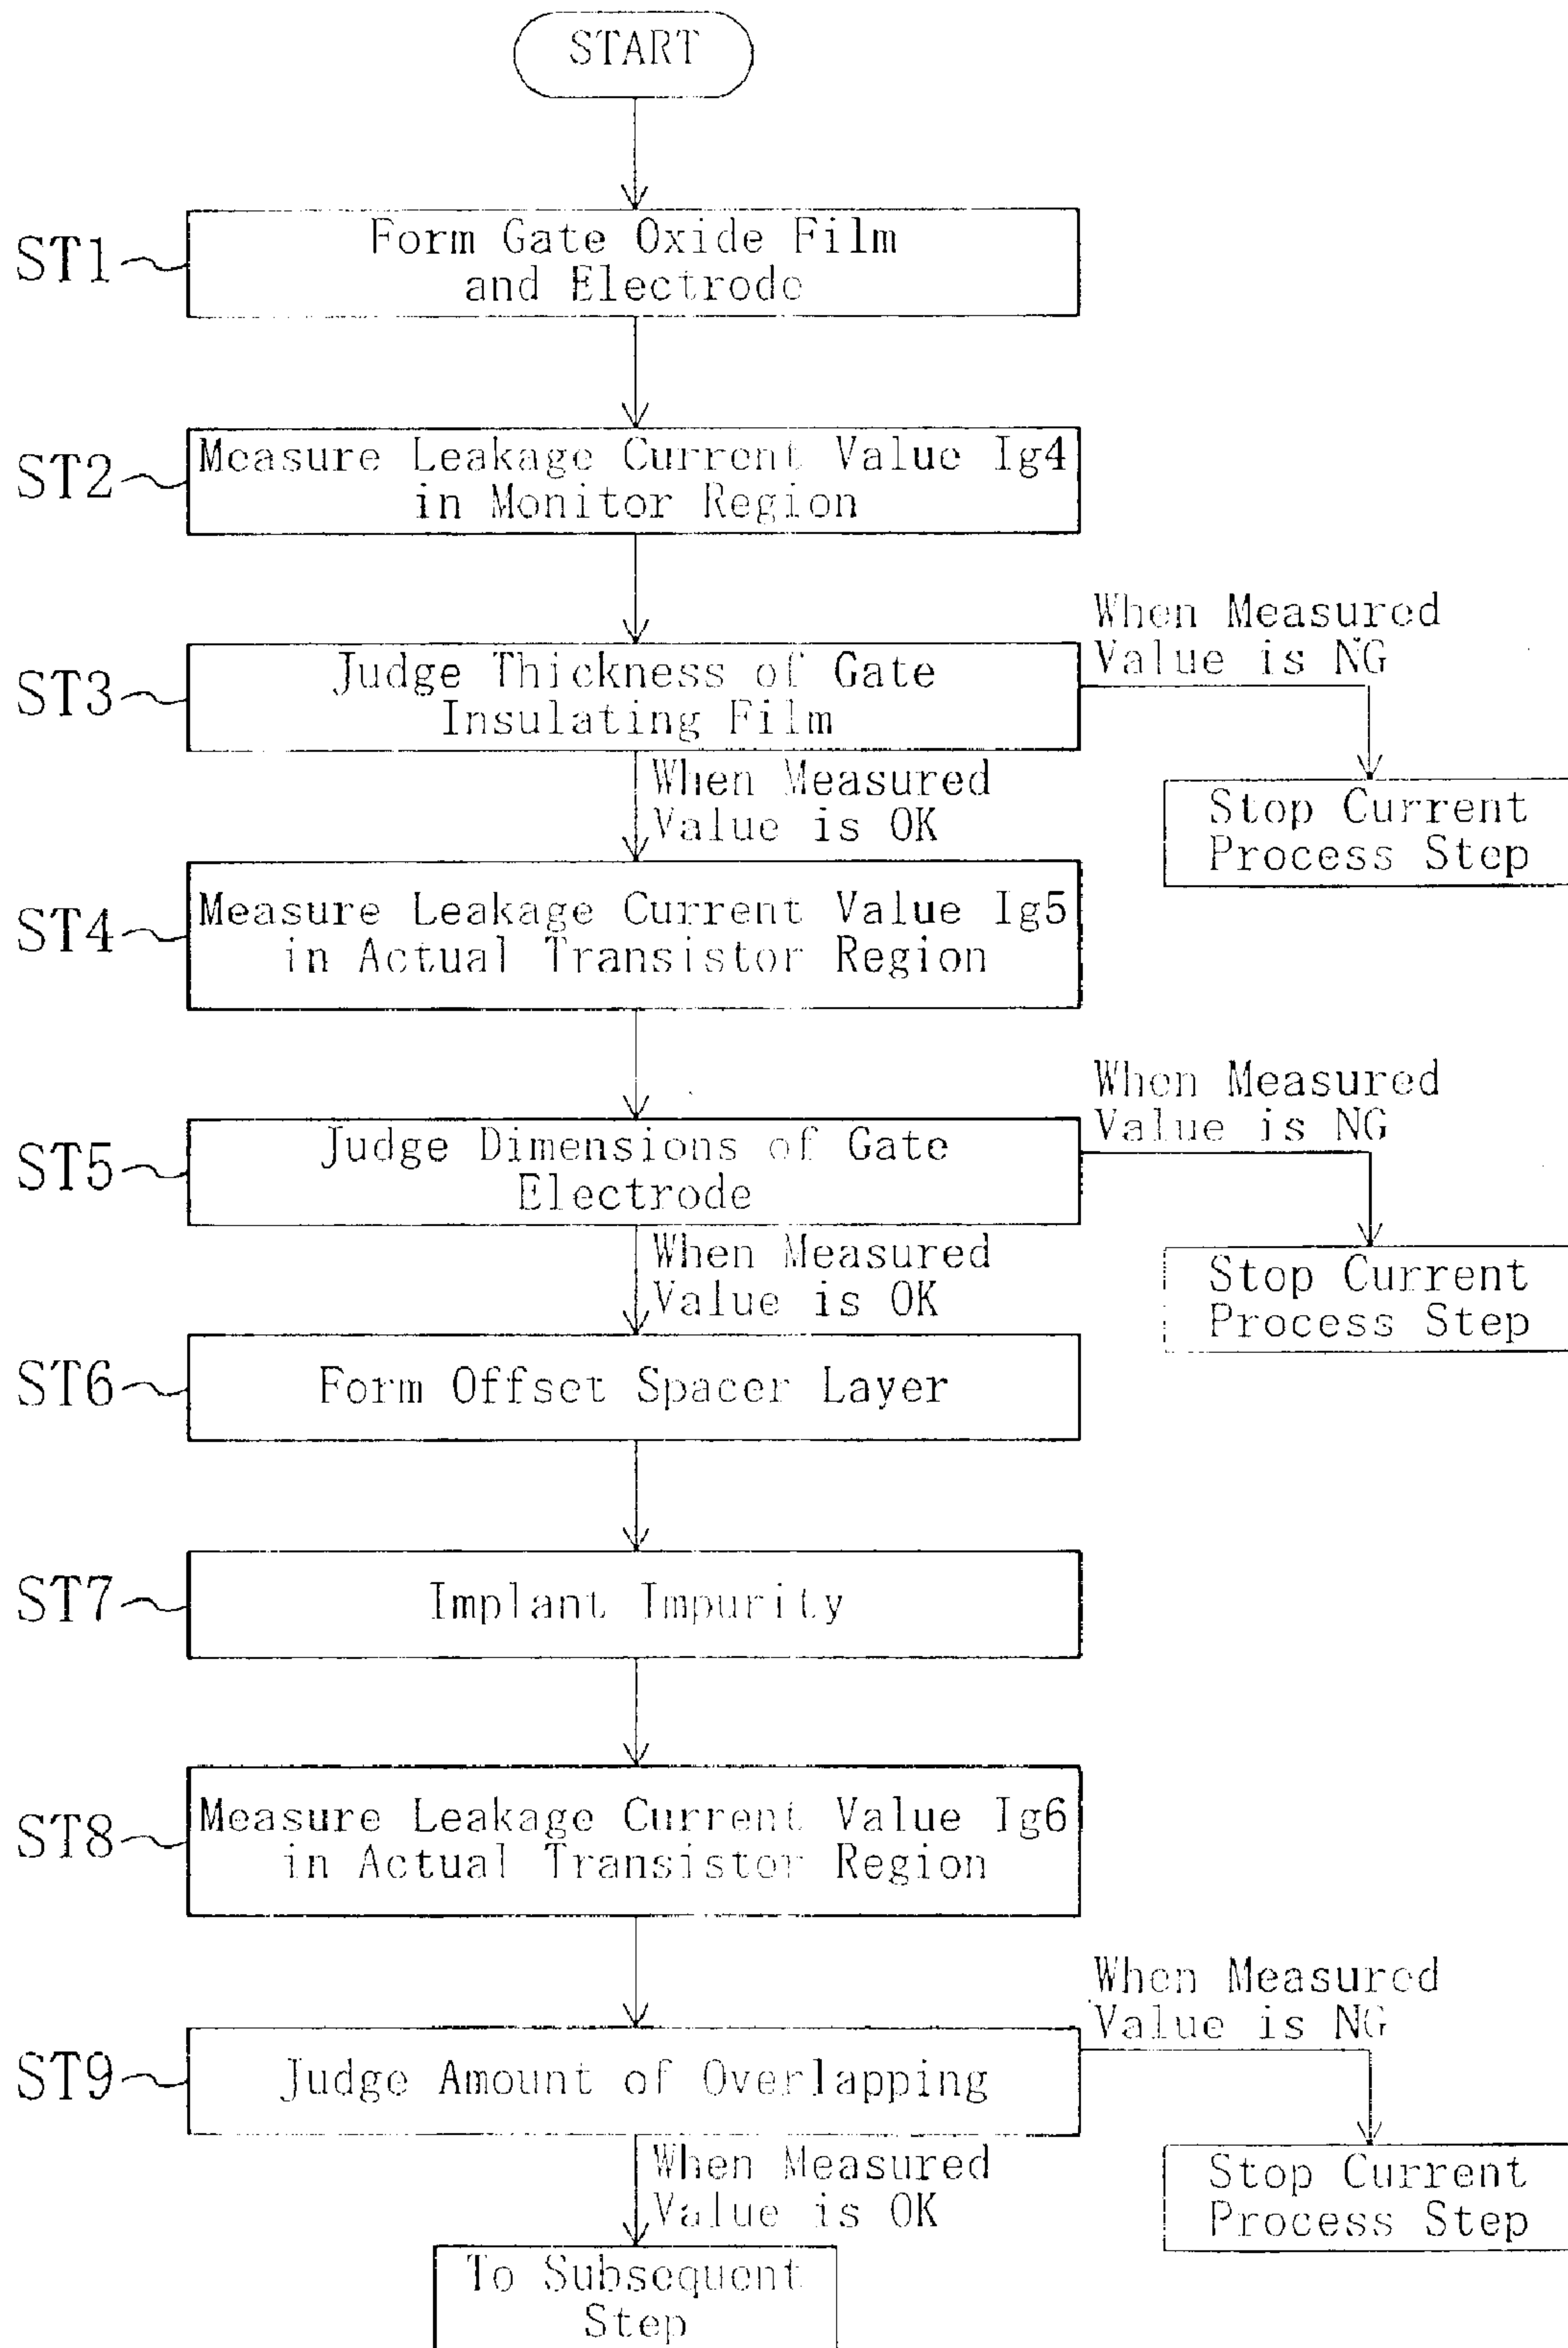 START
ST1
Form Gate Oxide Film
and Electrode
ST2
Measure Leakage Current Value Ig4
in Monitor Region
ST3
Judge Thickness of Gate
Insulating Film
When Measured
Value is NG
Stop Current
Process Step
When Measured
Value is OK
ST4
Measure Leakage Current Value Ig5
in Actual Transistor Region
ST5
Judge Dimensions of Gate
Electrode
When Measured
Value is NG
Stop Current
Process Step
When Measured
Value is OK
ST6
Form Offset Spacer Layer
ST7
Implant Impurity
ST8
Measure Leakage Current Value Ig6
in Actual Transistor Region
ST9
Judge Amount of Overlapping
When Measured
Value is NG
Stop Current
Process Step
When Measured
Value is OK
To Subsequent
Step